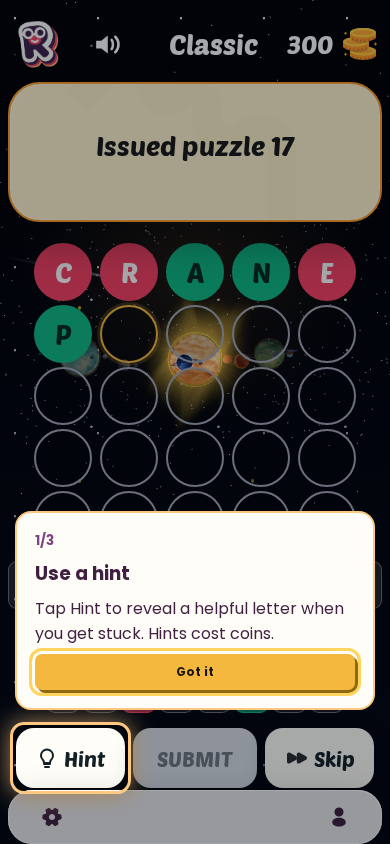 R
Classic
300
Issued puzzle 17
C R A N E
P
1/3
Use a hint
Tap Hint to reveal a helpful letter when
you get stuck. Hints cost coins.
Got it
Hint
SUBMIT
Skip